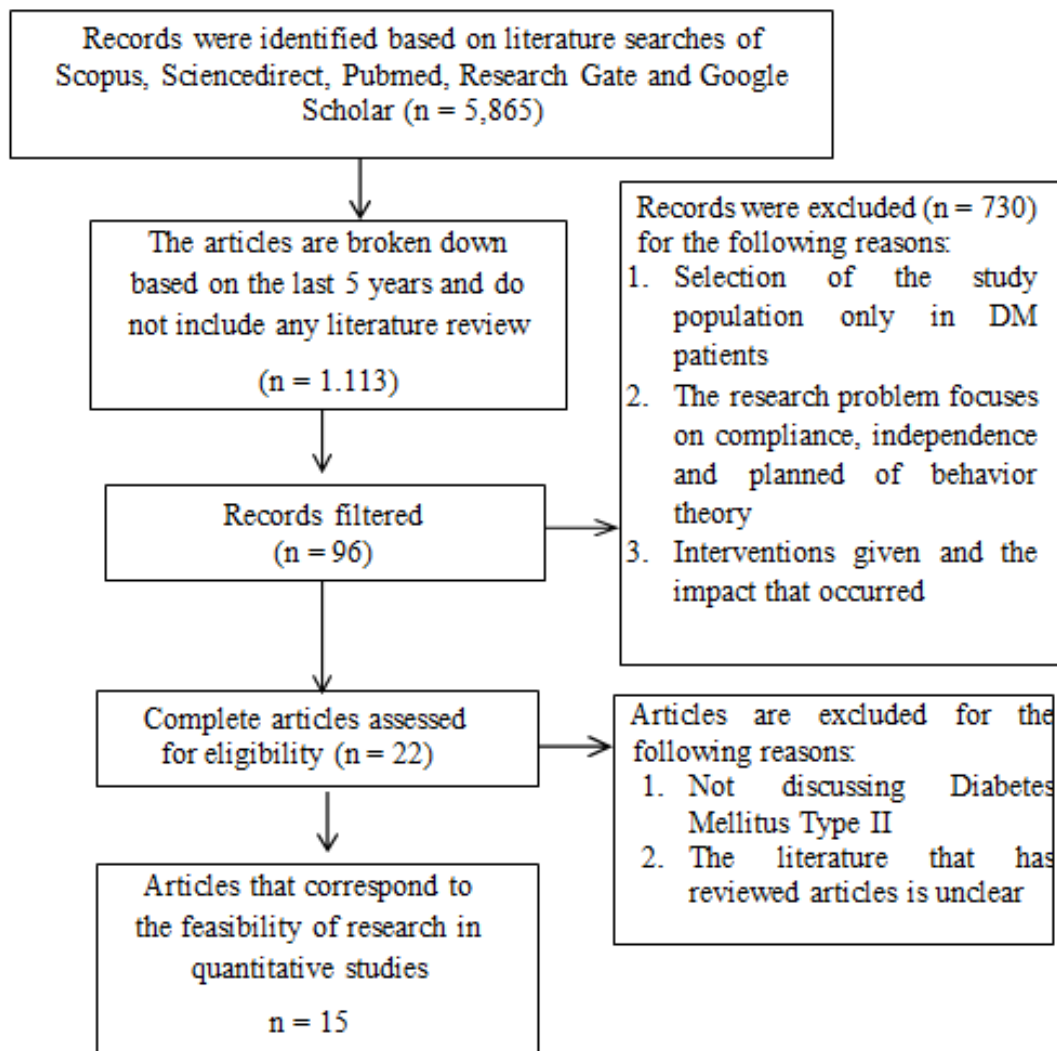 Records were identified based on literature searches of
Scopus, Sciencedirect, Pubmed, Research Gate and Google
Scholar (n = 5,865)
The articles are broken down
based on the last 5 years and do
not include any literature review
(n = 1.113)
Records were excluded (n = 730)
for the following reasons:
1. Selection of the study
population only in DM
patients
2. The research problem focuses
on compliance, independence
and planned of behavior
theory
3. Interventions given and the
impact that occurred
Records filtered
(n = 96)
Complete articles assessed
for eligibility (n = 22)
Articles are excluded for the
following reasons:
1. Not discussing Diabetes
Mellitus Type II
2. The literature that has
reviewed articles is unclear
Articles that correspond to
the feasibility of research in
quantitative studies
n = 15